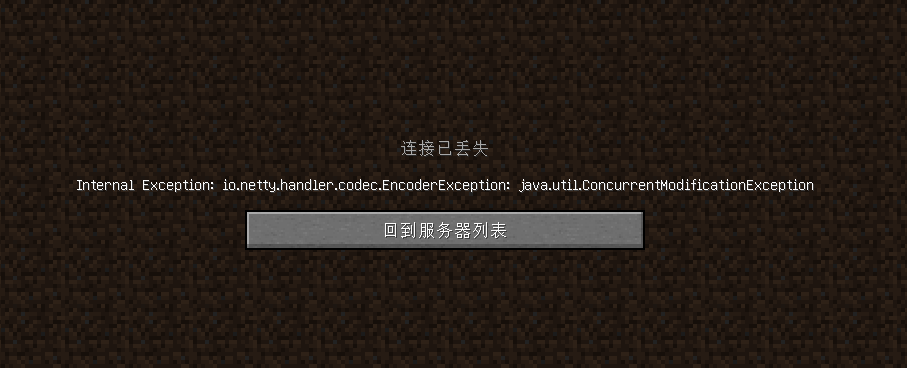 连接已丢失
Internal Exception: io.netty.handler.codec.EncoderException: java.util.ConcurrentModificationException
回到服务器列表